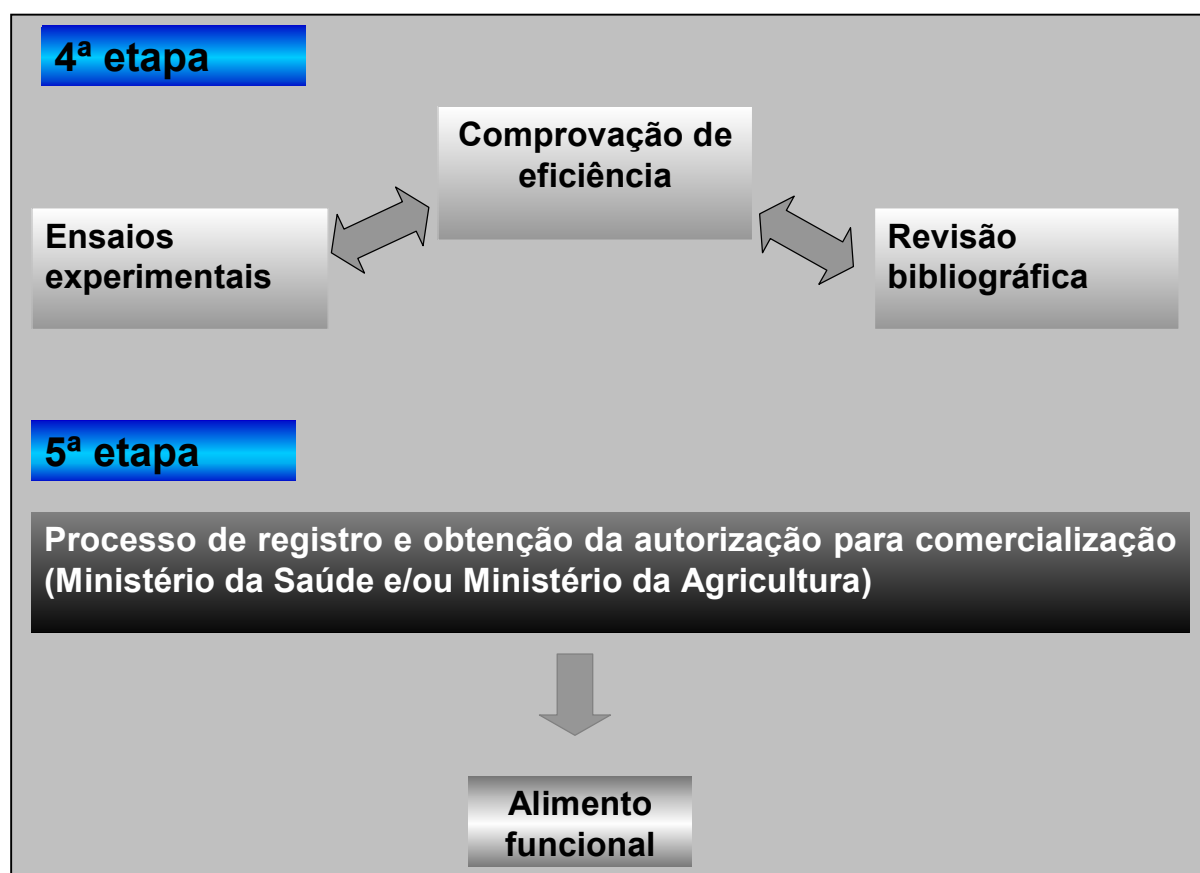 4ª etapa
Comprovação de
eficiência
Ensaios
experimentais
Revisão
bibliográfica
5ª etapa
Processo de registro e obtenção da autorização para comercialização
(Ministério da Saúde e/ou Ministério da Agricultura)
Alimento
funcional